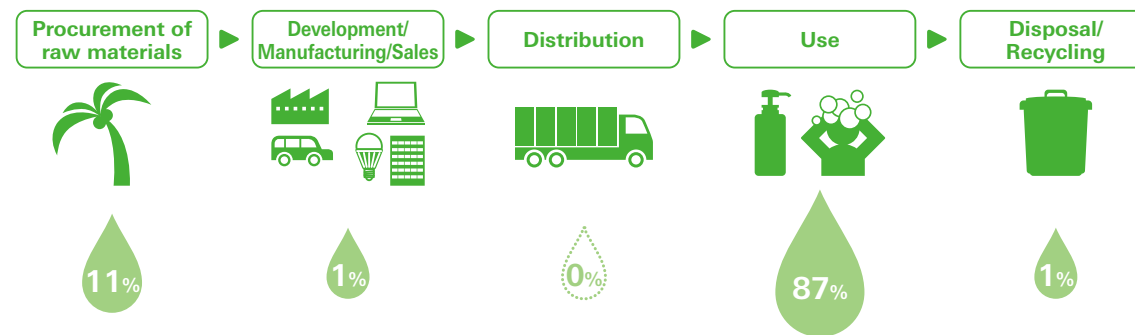 Procurement of
raw materials
Development/
Manufacturing/Sales
Distribution
Use
Disposal/
Recycling
11%
1%
0%
87%
1%